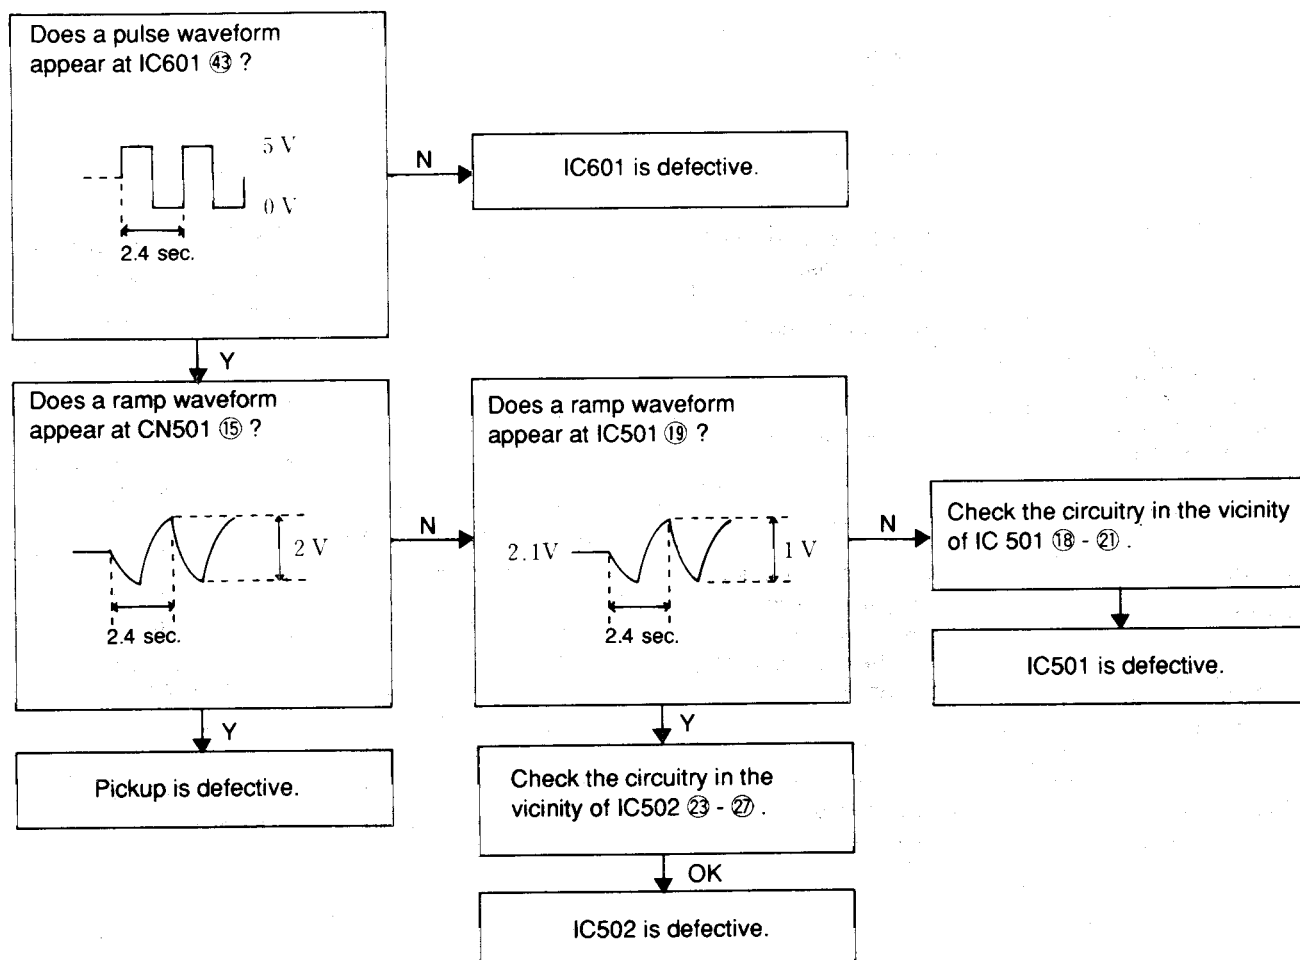 Does a pulse waveform
appear at IC601 ㊸ ?
5 V
0 V
2.4 sec.
N
IC601 is defective.
Y
Does a ramp waveform
appear at CN501 ⑮ ?
2 V
2.4 sec.
N
Does a ramp waveform
appear at IC501 ⑲ ?
2.1V
1 V
2.4 sec.
N
Check the circuitry in the vicinity
of IC 501 ⑱ - ㉑ .
IC501 is defective.
Y
Pickup is defective.
Y
Check the circuitry in the
vicinity of IC502 ㉓ - ㉗ .
OK
IC502 is defective.